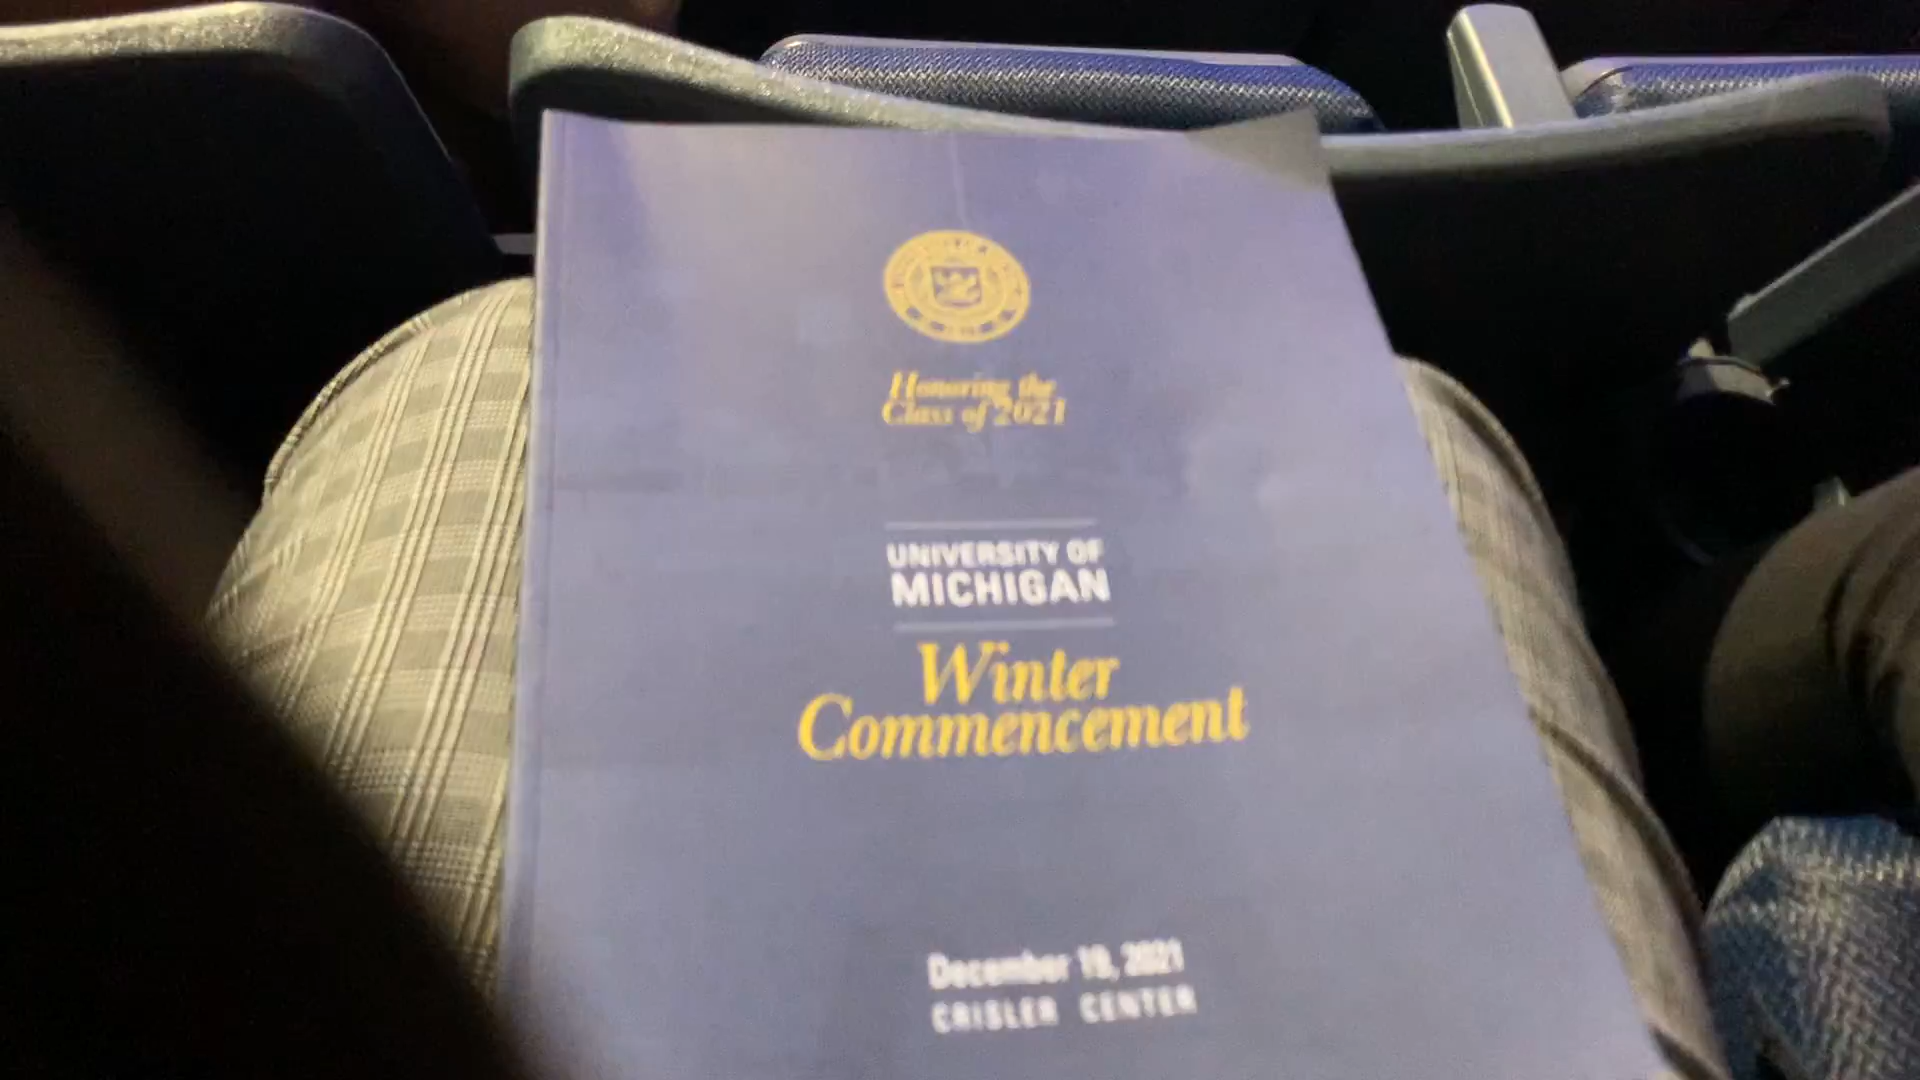 Honoring the
Class of 2021
UNIVERSITY OF
MICHIGAN
Winter
Commencement
December 19, 2021
CRISLER CENTER